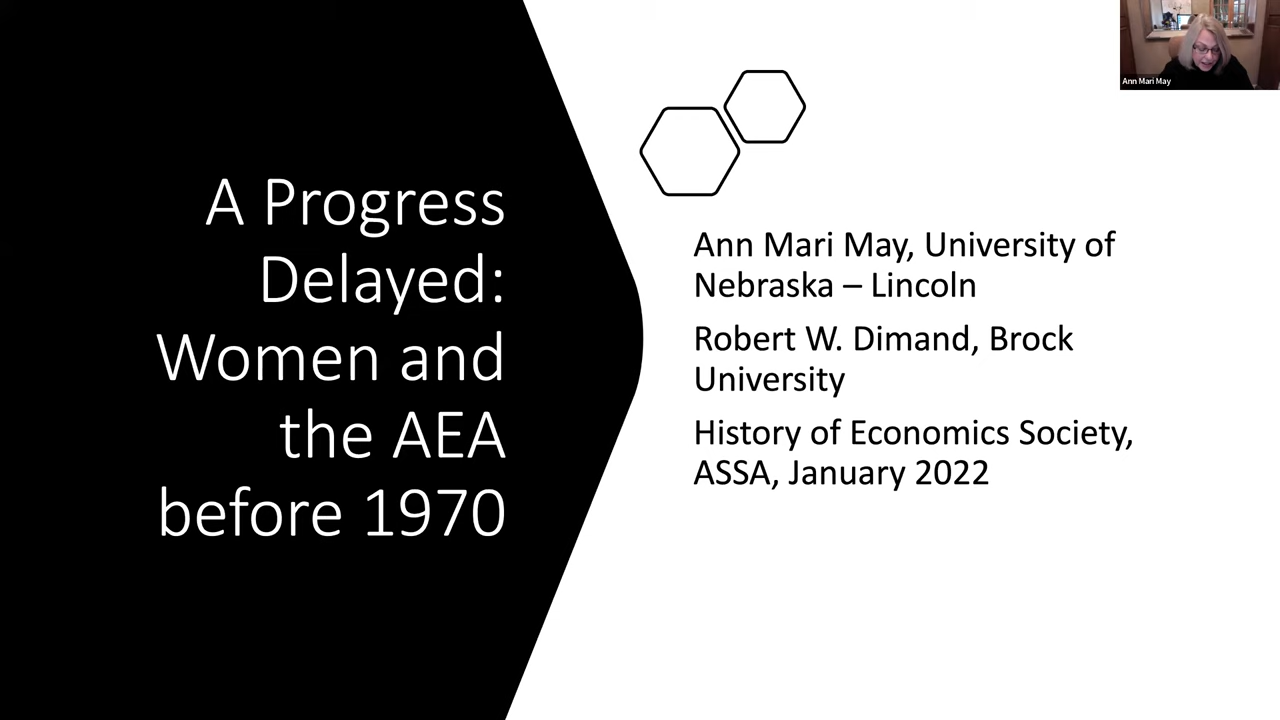 A Progress
Delayed:
Women and
the AEA
before 1970
Ann Mari May, University of
Nebraska – Lincoln
Robert W. Dimand, Brock
University
History of Economics Society,
ASSA, January 2022
Ann Mari May